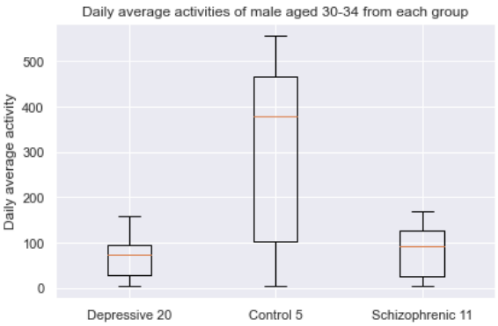 Daily average activities of male aged 30-34 from each group
Daily average activity
500
400
300
200
100
0
Depressive 20 Control 5 Schizophrenic 11